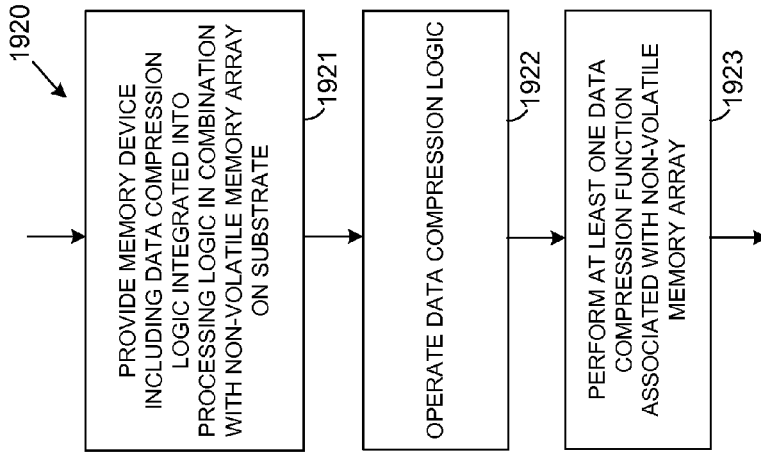 1920
PROVIDE MEMORY DEVICE
INCLUDING DATA COMPRESSION
LOGIC INTEGRATED INTO
PROCESSING LOGIC IN COMBINATION
WITH NON-VOLATILE MEMORY ARRAY
ON SUBSTRATE
1921
OPERATE DATA COMPRESSION LOGIC
1922
PERFORM AT LEAST ONE DATA
COMPRESSION FUNCTION
ASSOCIATED WITH NON-VOLATILE
MEMORY ARRAY
1923